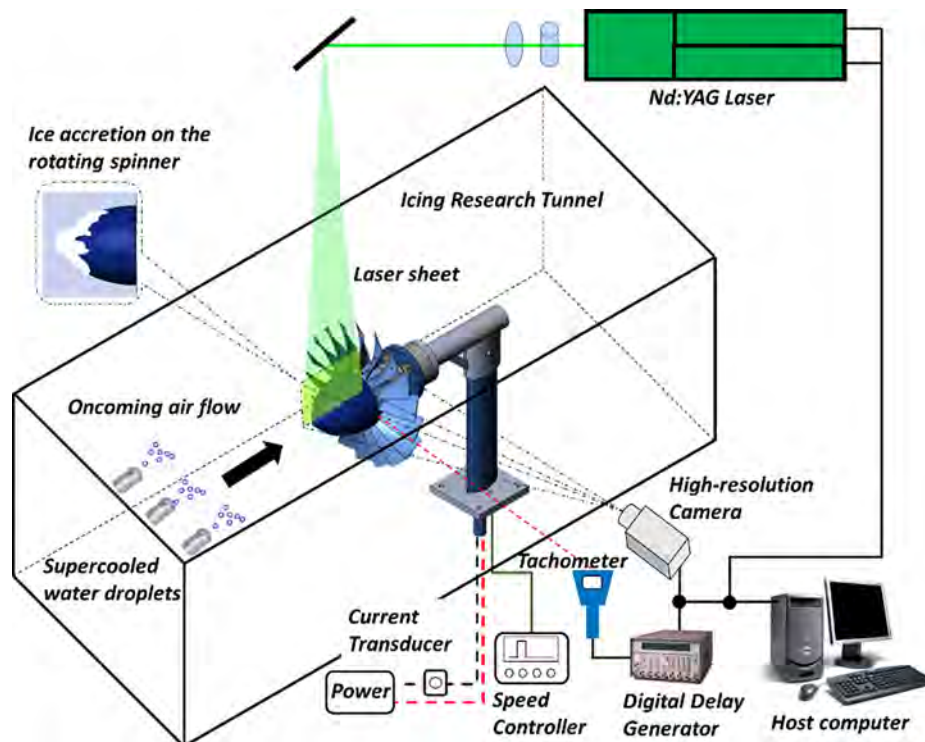 Nd:YAG Laser
Ice accretion on the
rotating spinner
Icing Research Tunnel
Laser sheet
Oncoming air flow
High-resolution
Camera
Supercooled
water droplets
Tachometer
Current
Transducer
Power
Speed
Controller
Digital Delay
Generator
Host computer